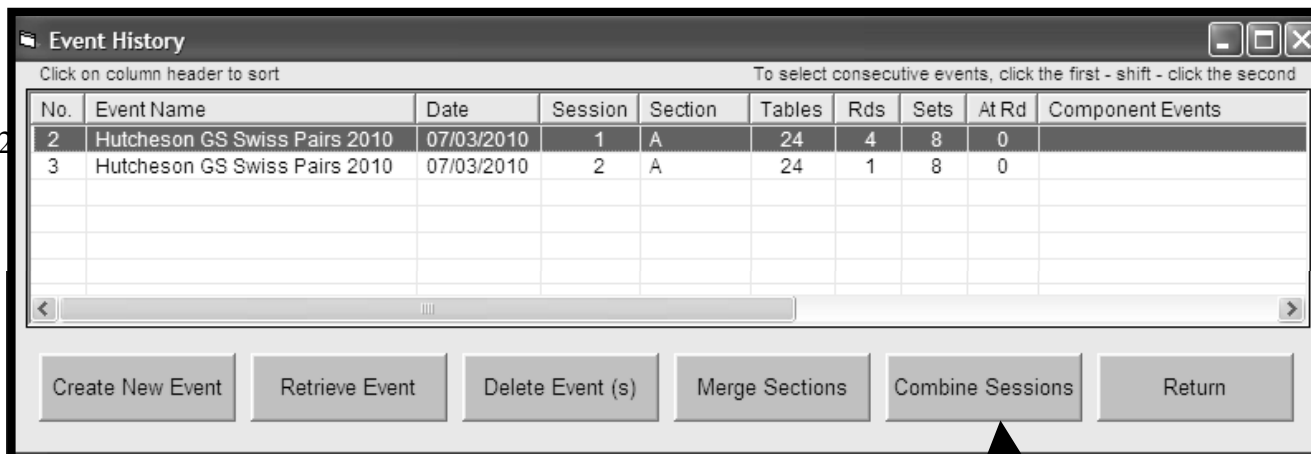 Event History
Click on column header to sort To select consecutive events, click the first - shift - click the second
No. Event Name Date Session Section Tables Rds Sets At Rd Component Events
2 Hutcheson GS Swiss Pairs 2010 07/03/2010 1 A 24 4 8 0
3 Hutcheson GS Swiss Pairs 2010 07/03/2010 2 A 24 1 8 0
Create New Event Retrieve Event Delete Event (s) Merge Sections Combine Sessions Return